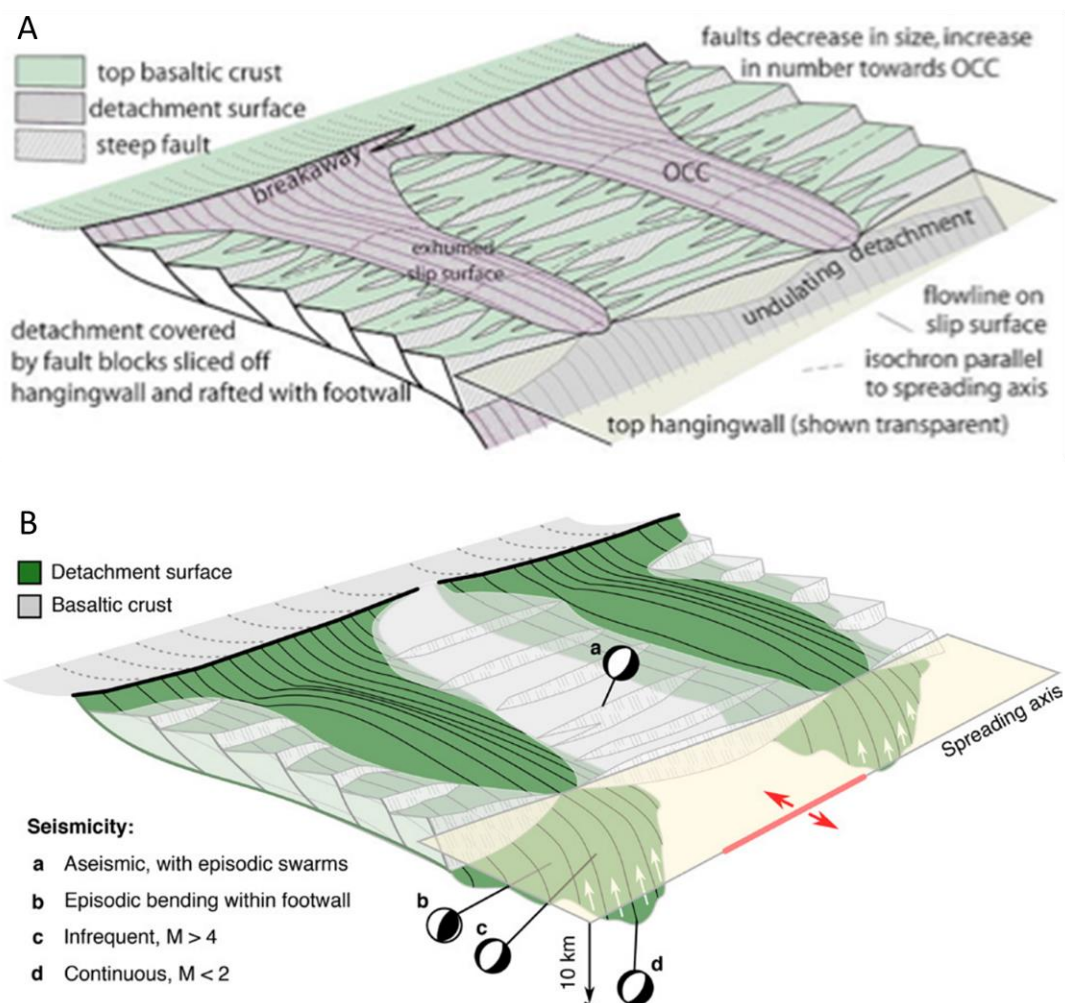 A
top basaltic crust
detachment surface
steep fault
faults decrease in size, increase
in number towards OCC
breakaway
OCC
exhumed
slip surface
undulating detachment
detachment covered
by fault blocks sliced off
hangingwall and rafted with footwall
flowline on
slip surface
isochron parallel
to spreading axis
top hangingwall (shown transparent)
B
Detachment surface
Basaltic crust
a
Spreading axis
Seismicity:
a Aseismic, with episodic swarms
b Episodic bending within footwall
c Infrequent, M > 4
d Continuous, M < 2
b
c
10 km
d